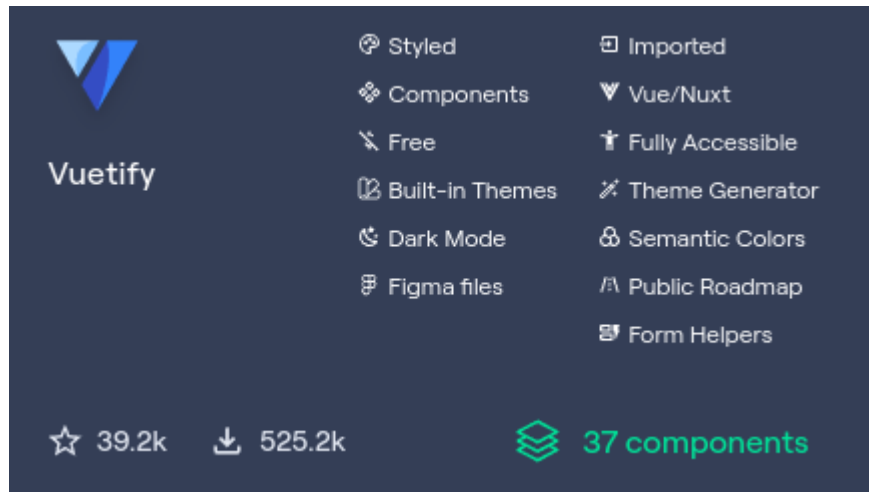 Vuetify
Styled
Components
Free
Built-in Themes
Dark Mode
Figma files
Imported
Vue/Nuxt
Fully Accessible
Theme Generator
Semantic Colors
Public Roadmap
Form Helpers
39.2k
525.2k
37 components